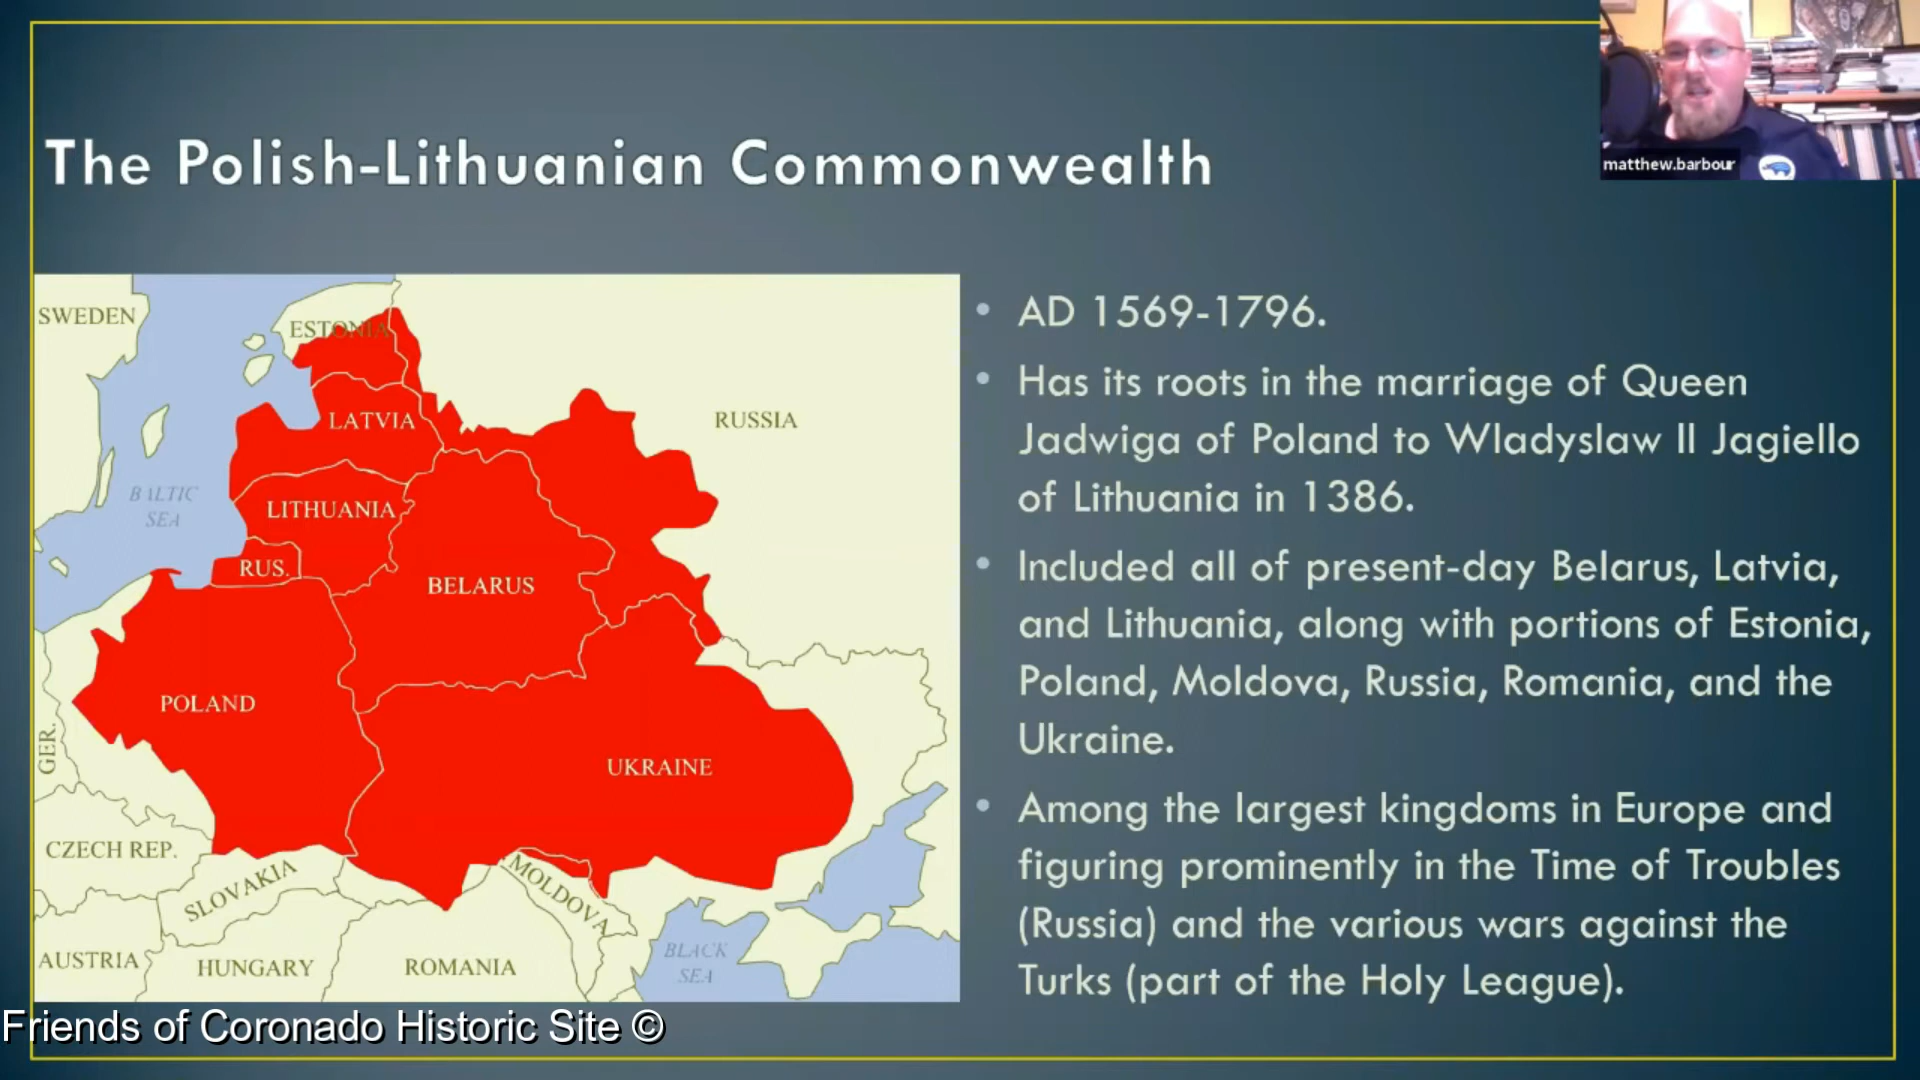 The Polish-Lithuanian Commonwealth
matthew.barbour
SWEDEN
ESTONIA
LATVIA
RUSSIA
BALTIC
SEA
LITHUANIA
RUS.
BELARUS
POLAND
GER.
UKRAINE
CZECH REP.
SLOVAKIA
MOLDOVA
AUSTRIA
HUNGARY
ROMANIA
BLACK
SEA
• AD 1569-1796.
• Has its roots in the marriage of Queen
Jadwiga of Poland to Wladyslaw II Jagiello
of Lithuania in 1386.
• Included all of present-day Belarus, Latvia,
and Lithuania, along with portions of Estonia,
Poland, Moldova, Russia, Romania, and the
Ukraine.
• Among the largest kingdoms in Europe and
figuring prominently in the Time of Troubles
(Russia) and the various wars against the
Turks (part of the Holy League).
Friends of Coronado Historic Site ©